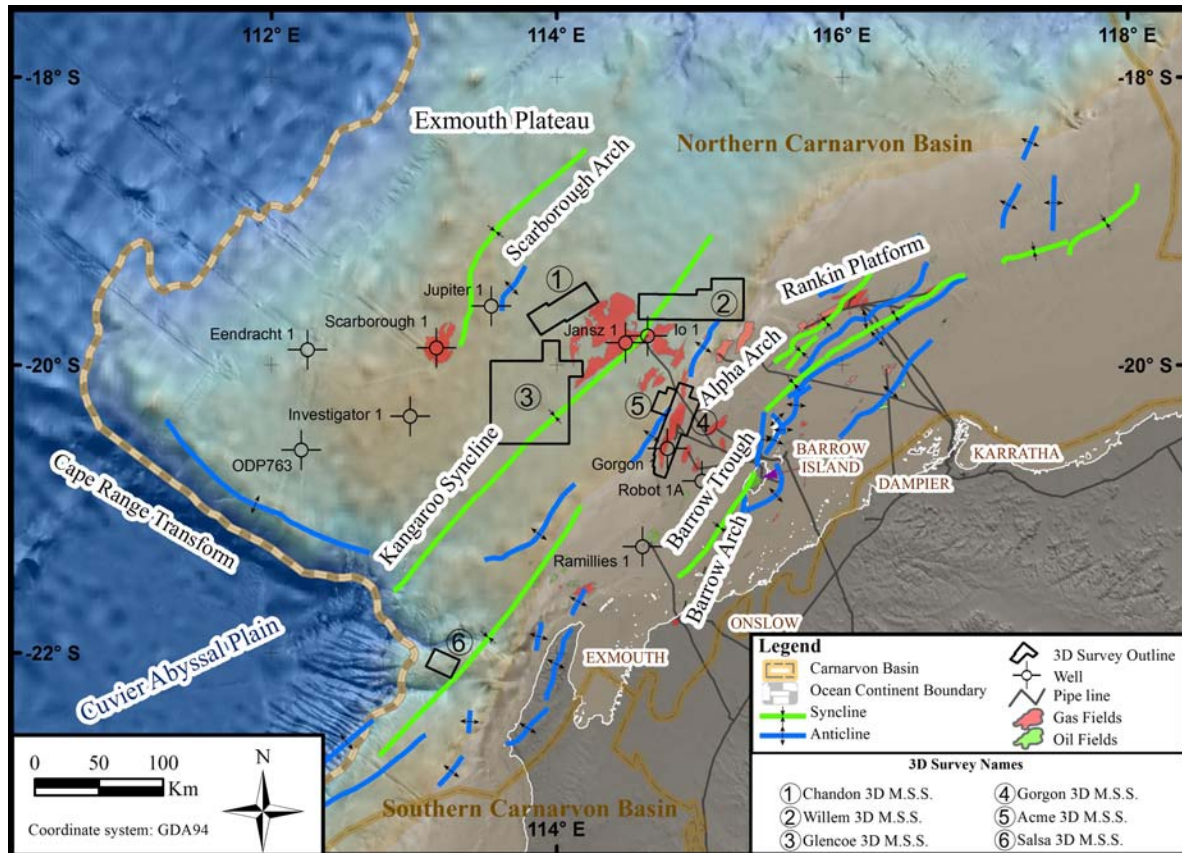 112° E
114° E
116° E
118° E
-18° S
-18° S
Exmouth Plateau
Northern Carnarvon Basin
Scarborough Arch
Rankin Platform
Jupiter 1
①
②
Scarborough 1
Eendracht 1
Jansz 1
Io 1
-20° S
-20° S
Alpha Arch
③
⑤
④
Investigator 1
ODP763
Gorgon 1
Robot 1A
BARROW
ISLAND
KARRATHA
DAMPIER
Cape Range Transform
Kangaroo Syncline
Barrow Trough
Barrow Arch
Ramillies 1
ONSLOW
EXMOUTH
⑥
-22° S
Cuvier Abyssal Plain
Southern Carnarvon Basin
114° E
0 50 100
Km
N
Coordinate system: GDA94
Legend
Carnarvon Basin
Ocean Continent Boundary
Syncline
Anticline
3D Survey Outline
Well
Pipe line
Gas Fields
Oil Fields
3D Survey Names
① Chandon 3D M.S.S.
② Willem 3D M.S.S.
③ Glencoe 3D M.S.S.
④ Gorgon 3D M.S.S.
⑤ Acme 3D M.S.S.
⑥ Salsa 3D M.S.S.